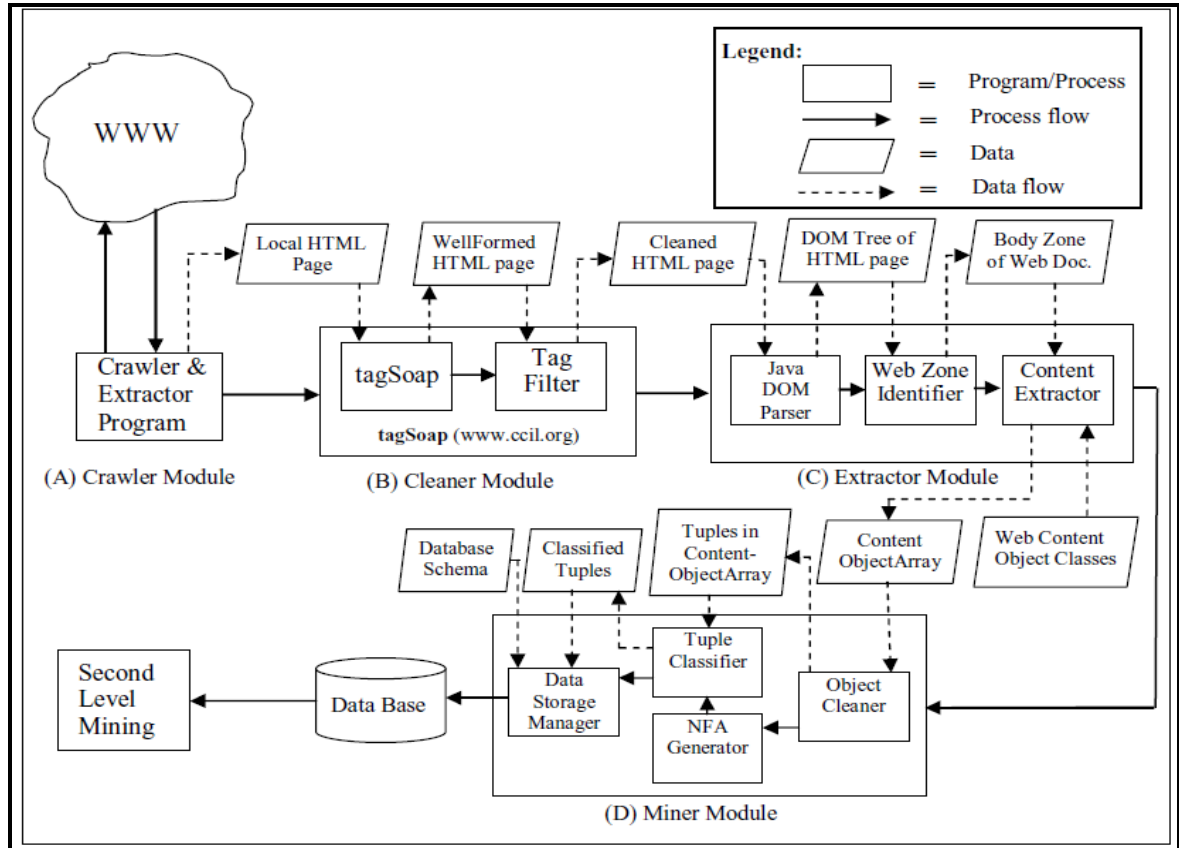 Legend:
= Program/Process
= Process flow
= Data
= Data flow
WWW
Local HTML
Page
WellFormed
HTML page
Cleaned
HTML page
DOM Tree of
HTML page
Body Zone
of Web Doc.
Crawler &
Extractor
Program
tagSoap
Tag
Filter
tagSoap (www.ccil.org)
Java
DOM
Parser
Web Zone
Identifier
Content
Extractor
(A) Crawler Module
(B) Cleaner Module
(C) Extractor Module
Database
Schema
Classified
Tuples
Tuples in
Content-
ObjectArray
Content
ObjectArray
Web Content
Object Classes
Second
Level
Mining
Data Base
Data
Storage
Manager
Tuple
Classifier
NFA
Generator
Object
Cleaner
(D) Miner Module